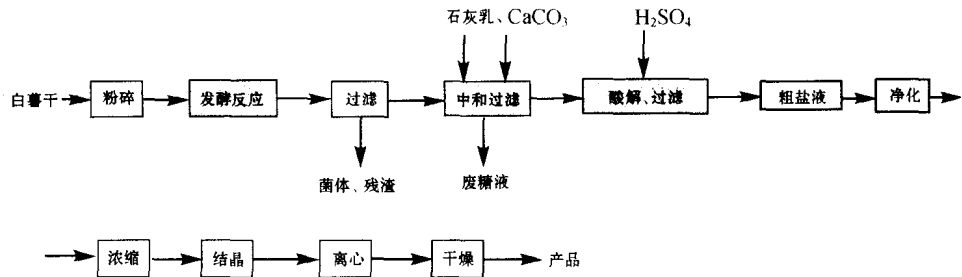 石灰乳、CaCO₃
H₂SO₄
白薯干
粉碎
发酵反应
过滤
中和过滤
酸解、过滤
粗盐液
净化
菌体、残渣
废糖液
浓缩
结晶
离心
干燥
产品